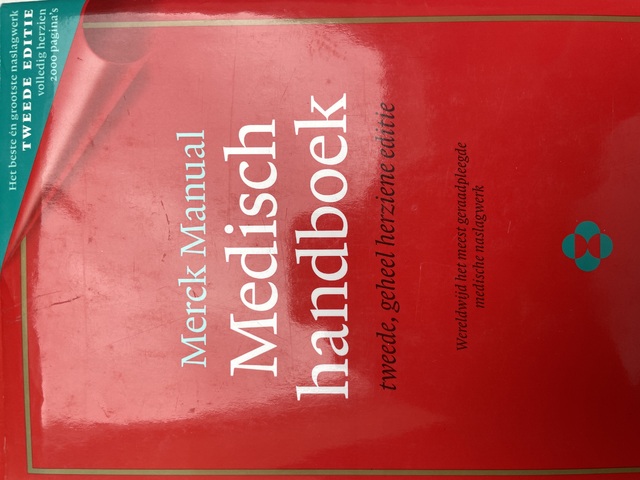 Het beste én grootste naslagwerk
TWEEDE EDITIE
volledig herzien
2000 pagina's
Merck Manual
Medisch
handboek
tweede, geheel herziene editie
Wereldwijd het meest geraadpleegde
medische naslagwerk